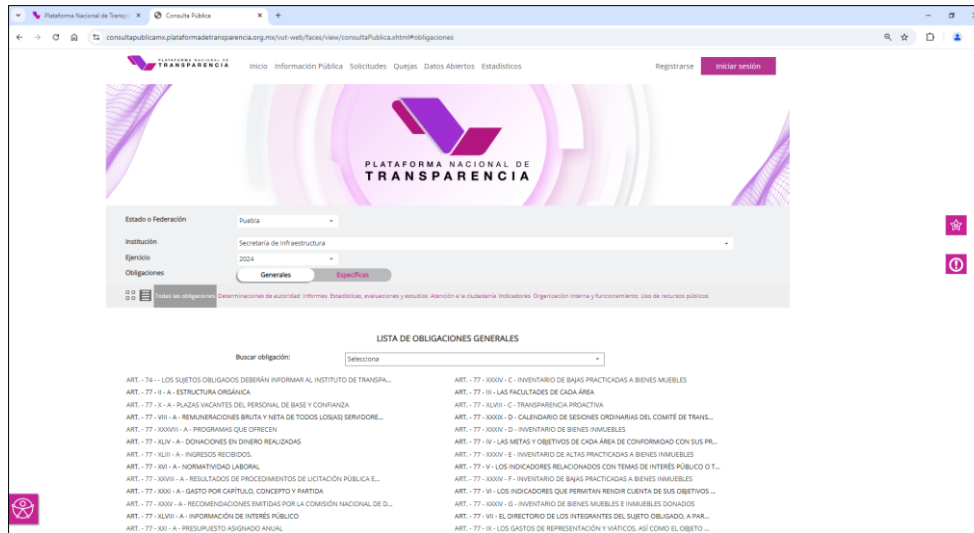 Plataforma Nacional de Transpa
Consulta Pública
consultapublicamx.plataformadetransparencia.org.mx/vut-web/faces/view/consultaPublica.xhtml#obligaciones
PLATAFORMA NACIONAL DE
TRANSPARENCIA
Inicio Información Pública Solicitudes Quejas Datos Abiertos Estadísticos
Registrarse Iniciar sesión
PLATAFORMA NACIONAL DE
TRANSPARENCIA
Estado o Federación Puebla
Institución Secretaría de Infraestructura
Ejercicio 2024
Obligaciones Generales Específicas
Todas las obligaciones Determinaciones de autoridad Informes Estadísticas, evaluaciones y estudios Atención a la ciudadanía Indicadores Organización interna y funcionamiento Uso de recursos públicos
LISTA DE OBLIGACIONES GENERALES
Buscar obligación: Selecciona
ART. - 74 - - LOS SUJETOS OBLIGADOS DEBERÁN INFORMAR AL INSTITUTO DE TRANSPA...
ART. - 77 - II - A - ESTRUCTURA ORGÁNICA
ART. - 77 - X - A - PLAZAS VACANTES DEL PERSONAL DE BASE Y CONFIANZA
ART. - 77 - VIII - A - REMUNERACIONES BRUTA Y NETA DE TODOS LOS(AS) SERVIDORE...
ART. - 77 - XXXVIII - A - PROGRAMAS QUE OFRECEN
ART. - 77 - XLIV - A - DONACIONES EN DINERO REALIZADAS
ART. - 77 - XLIII - A - INGRESOS RECIBIDOS.
ART. - 77 - XVI - A - NORMATIVIDAD LABORAL
ART. - 77 - XXVIII - A - RESULTADOS DE PROCEDIMIENTOS DE LICITACIÓN PÚBLICA E...
ART. - 77 - XXXI - A - GASTO POR CAPÍTULO, CONCEPTO Y PARTIDA
ART. - 77 - XXXV - A - RECOMENDACIONES EMITIDAS POR LA COMISIÓN NACIONAL DE D...
ART. - 77 - XLVIII - A - INFORMACIÓN DE INTERÉS PÚBLICO
ART. - 77 - XXI - A - PRESUPUESTO ASIGNADO ANUAL
ART. - 77 - XXXIV - C - INVENTARIO DE BAJAS PRACTICADAS A BIENES MUEBLES
ART. - 77 - III - LAS FACULTADES DE CADA ÁREA
ART. - 77 - XLVIII - C - TRANSPARENCIA PROACTIVA
ART. - 77 - XXXIX - D - CALENDARIO DE SESIONES ORDINARIAS DEL COMITÉ DE TRANS...
ART. - 77 - XXXIV - D - INVENTARIO DE BIENES INMUEBLES
ART. - 77 - IV - LAS METAS Y OBJETIVOS DE CADA ÁREA DE CONFORMIDAD CON SUS PR...
ART. - 77 - XXXIV - E - INVENTARIO DE ALTAS PRACTICADAS A BIENES INMUEBLES
ART. - 77 - V - LOS INDICADORES RELACIONADOS CON TEMAS DE INTERÉS PÚBLICO O T...
ART. - 77 - XXXIV - F - INVENTARIO DE BAJAS PRACTICADAS A BIENES INMUEBLES
ART. - 77 - VI - LOS INDICADORES QUE PERMITAN RENDIR CUENTA DE SUS OBJETIVOS ...
ART. - 77 - XXXIV - G - INVENTARIO DE BIENES MUEBLES E INMUEBLES DONADOS
ART. - 77 - VII - EL DIRECTORIO DE LOS INTEGRANTES DEL SUJETO OBLIGADO, A PAR...
ART. - 77 - IX - LOS GASTOS DE REPRESENTACIÓN Y VIÁTICOS, ASÍ COMO EL OBJETO ...